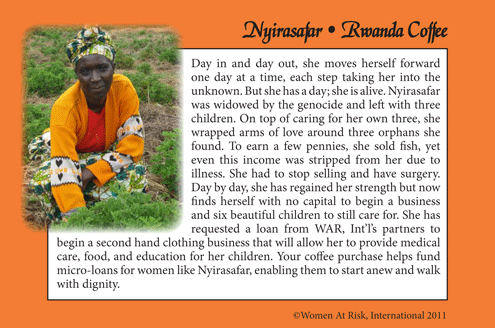 Nyirasafar • Rwanda Coffee
Day in and day out, she moves herself forward
one day at a time, each step taking her into the
unknown. But she has a day; she is alive. Nyirasafar
was widowed by the genocide and left with three
children. On top of caring for her own three, she
wrapped arms of love around three orphans she
found. To earn a few pennies, she sold fish, yet
even this income was stripped from her due to
illness. She had to stop selling and have surgery.
Day by day, she has regained her strength but now
finds herself with no capital to begin a business
and six beautiful children to still care for. She has
requested a loan from WAR, Int'l's partners to
begin a second hand clothing business that will allow her to provide medical
care, food, and education for her children. Your coffee purchase helps fund
micro-loans for women like Nyirasafar, enabling them to start anew and walk
with dignity.
©Women At Risk, International 2011